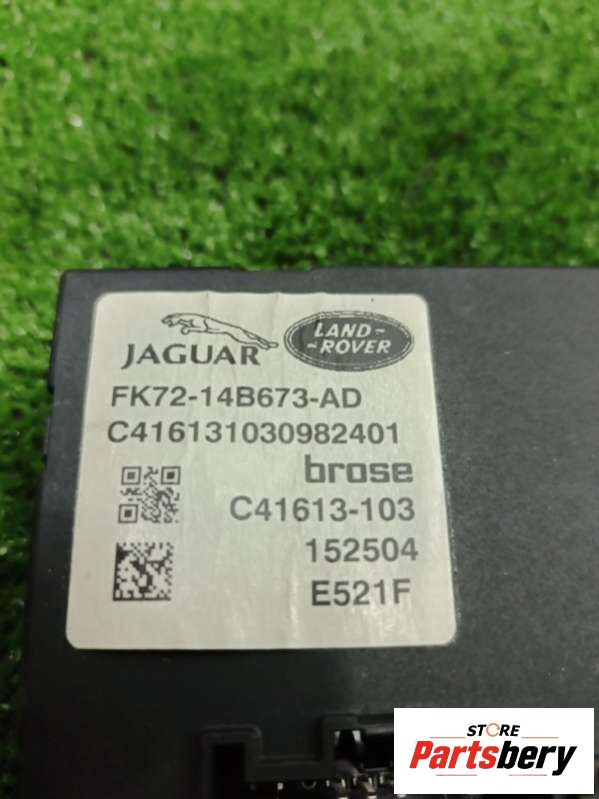 JAGUAR
LAND-
-ROVER
FK72-14B673-AD
C416131030982401
brose
C41613-103
152504
E521F
STORE
Partsbery